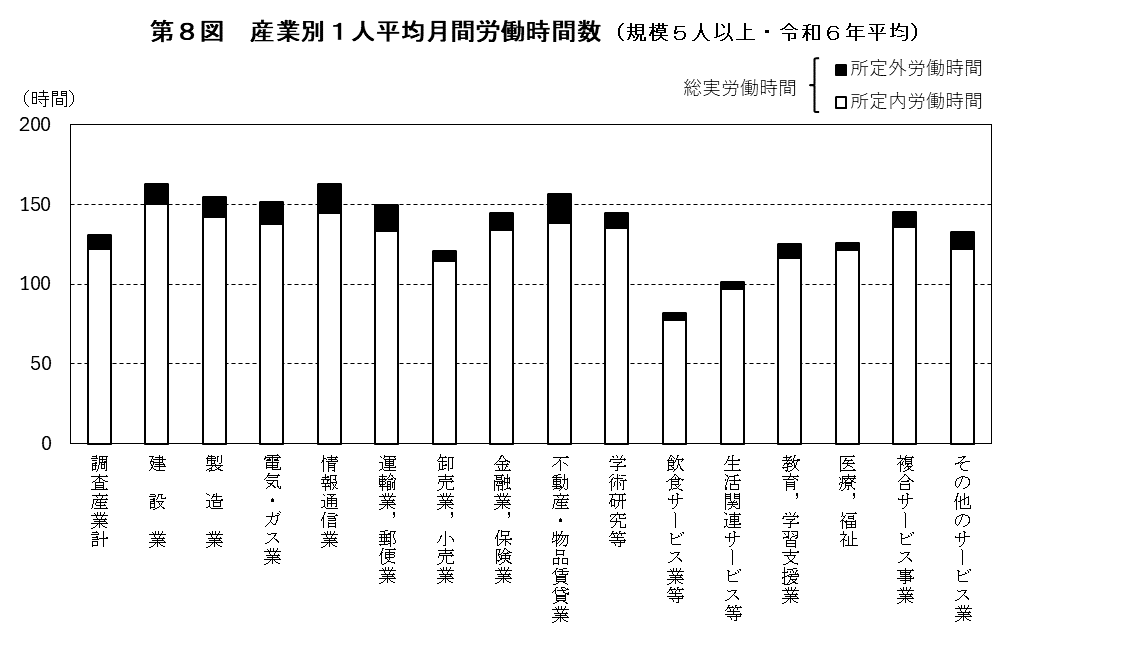 第８図　産業別１人平均月間労働時間数（規模５人以上・令和６年平均）
総実労働時間
■所定外労働時間
□所定内労働時間
（時間）
200
150
100
50
0
調査産業計
建設業
製造業
電気・ガス業
情報通信業
運輸業，郵便業
卸売業，小売業
金融業，保険業
不動産・物品賃貸業
学術研究等
飲食サービス業等
生活関連サービス等
教育，学習支援業
医療，福祉
複合サービス事業
その他のサービス業